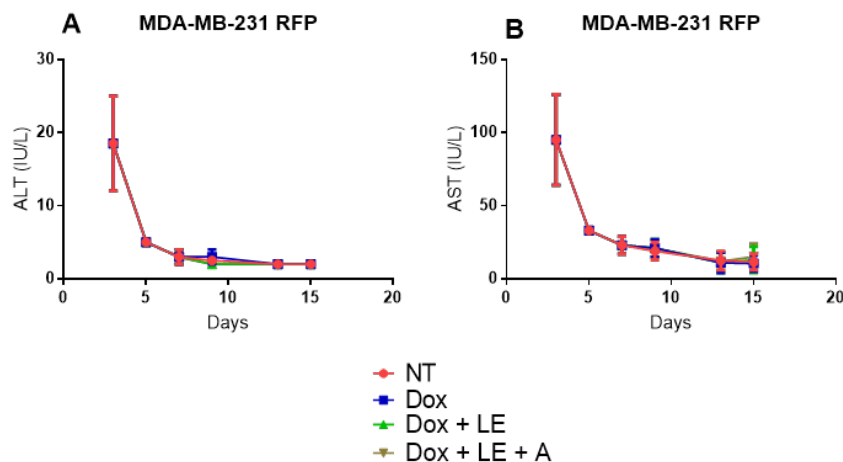 A
MDA-MB-231 RFP
30
20
10
0
ALT (IU/L)
0 5 10 15 20
Days
B
MDA-MB-231 RFP
150
100
50
0
AST (IU/L)
0 5 10 15 20
Days
NT
Dox
Dox + LE
Dox + LE + A